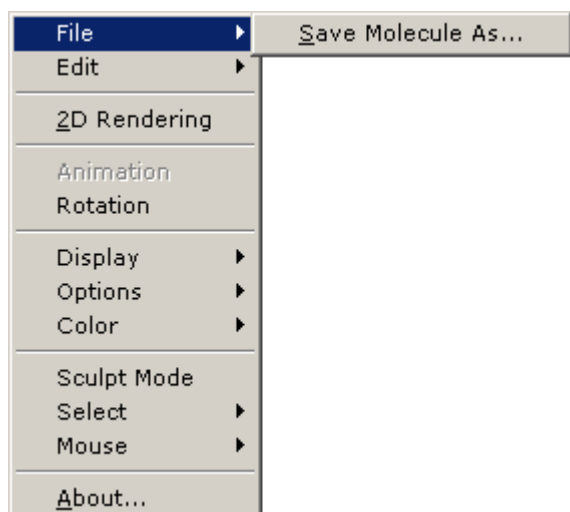 File
Save Molecule As...
Edit
2D Rendering
Animation
Rotation
Display
Options
Color
Sculpt Mode
Select
Mouse
About...